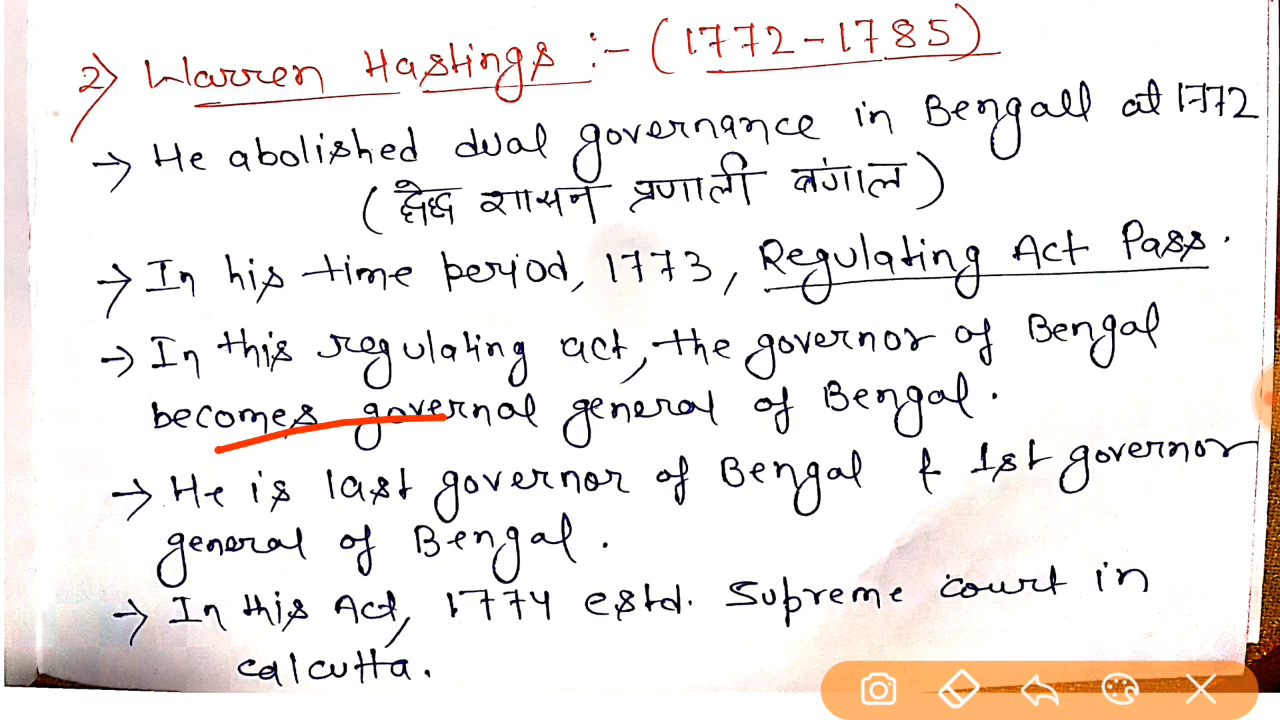 2) Warren Hastings :- (1772-1785)
→ He abolished dual governance in Bengall at 1772
(द्वैध शासन प्रणाली बंगाल)
→ In his time period, 1773, Regulating Act Pass.
→ In this regulating act, the governor of Bengal
becomes governal general of Bengal.
→ He is last governor of Bengal & 1st governor
general of Bengal.
→ In this Act, 1774 estd. Supreme court in
calcutta.